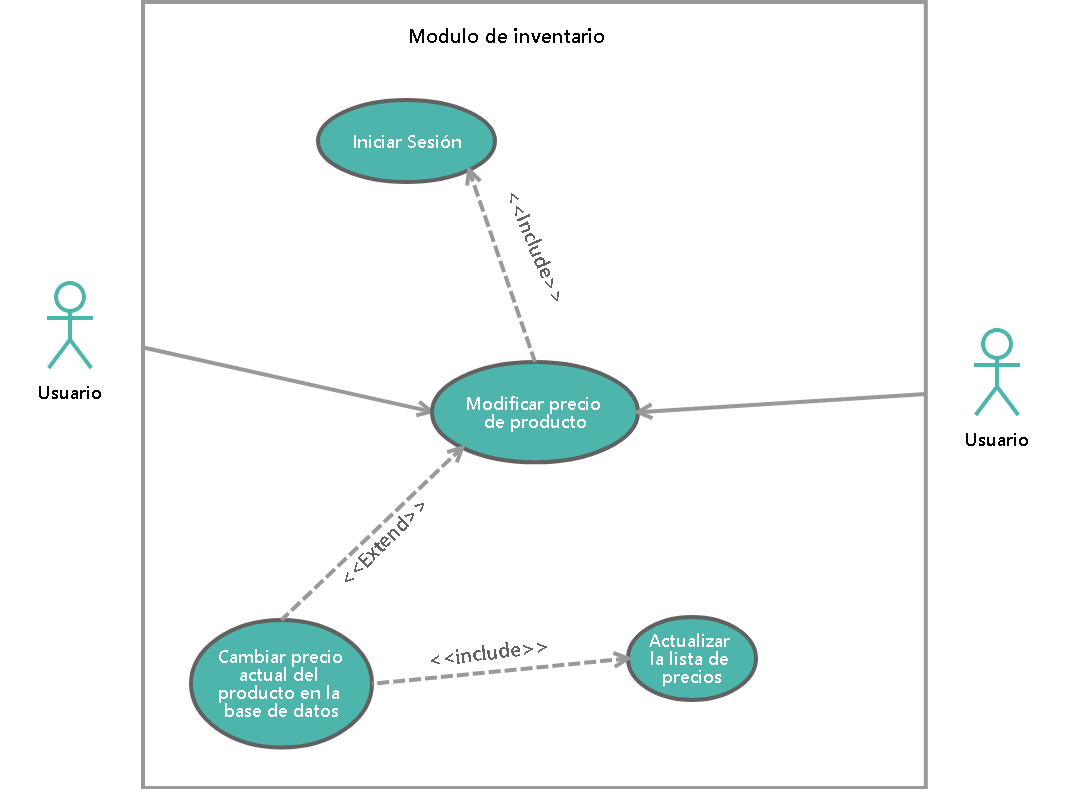 Modulo de inventario
Iniciar Sesión
<<Include>>
Usuario
Modificar precio
de producto
Usuario
<<Extend>>
Cambiar precio
actual del
producto en la
base de datos
<<include>>
Actualizar
la lista de
precios